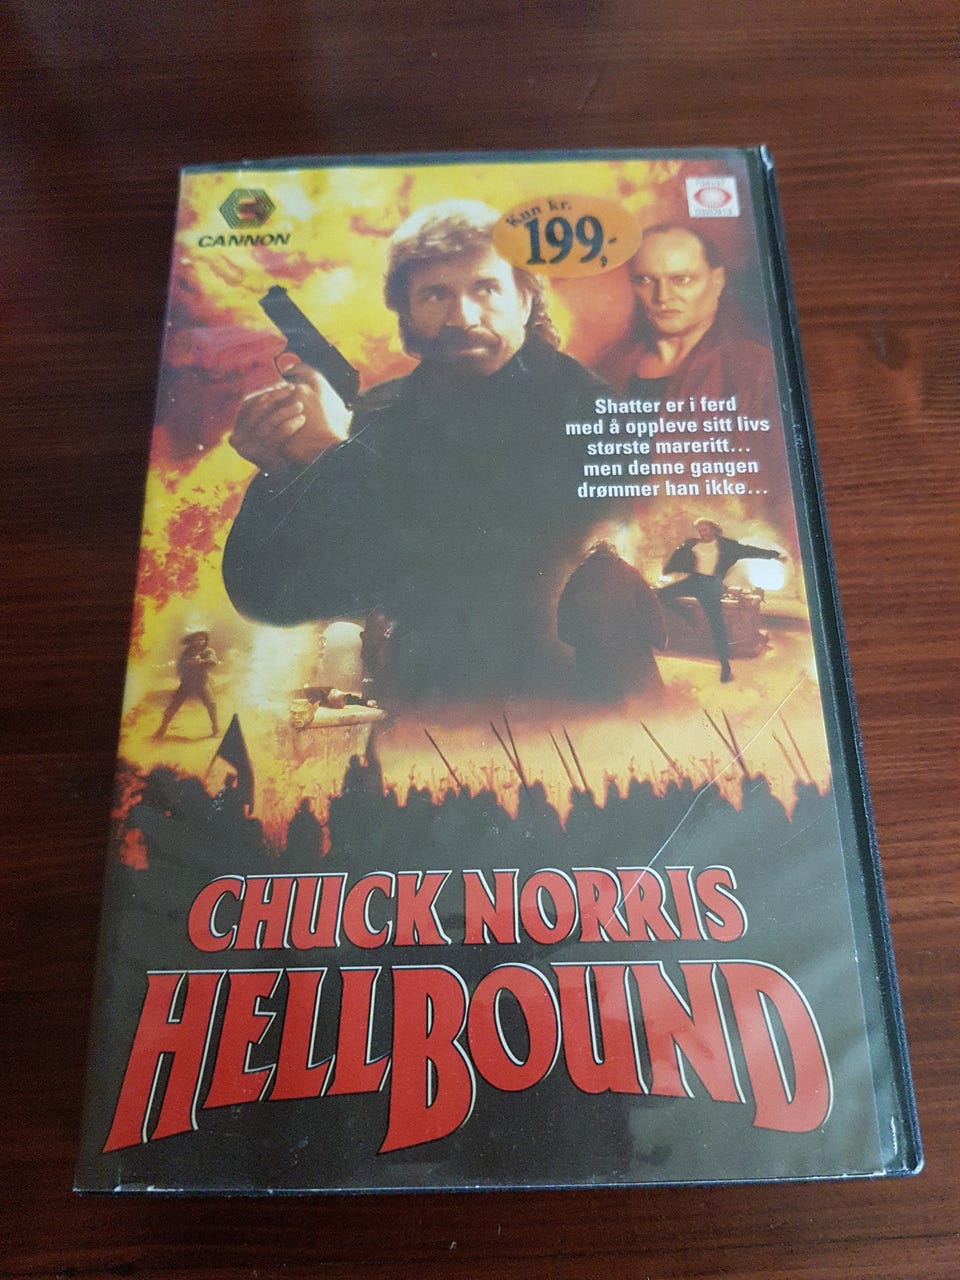 CANNON
Kun kr.
199,-
Shatter er i ferd
med å oppleve sitt livs
største mareritt...
men denne gangen
drømmer han ikke...
CHUCK NORRIS
HELLBOUND